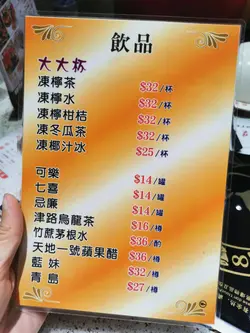 飲品
大大杯
凍檸茶 $32/杯
凍檸水 $32/杯
凍檸柑桔 $32/杯
凍冬瓜茶 $32/杯
凍椰汁冰 $25/杯
可樂 $14/罐
七喜 $14/罐
忌廉 $14/罐
津路烏龍茶 $16/樽
竹蔗茅根水 $36/酌
天地一號蘋果醋 $36/樽
藍妹 $32/樽
青島 $27/樽